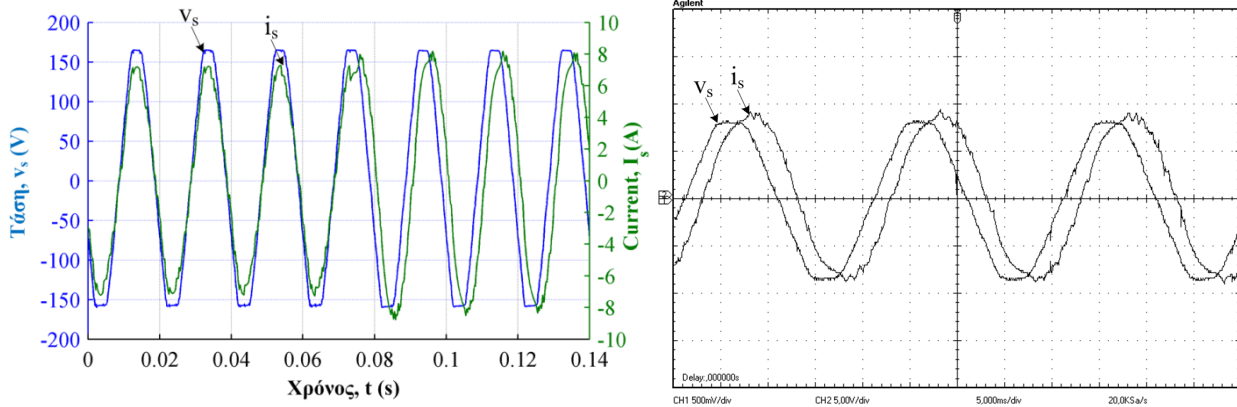 200
150
100
50
0
-50
-100
-150
-200
Τάση, vs (V)
vs
is
10
8
6
4
2
0
-2
-4
-6
-8
-10
Current, Is(A)
0 0.02 0.04 0.06 0.08 0.1 0.12 0.14
Χρόνος, t (s)
Agilent
vs
is
Delay:,000000s
CH1 500mV/div CH2 5,00V/div 5,000ms/div 20,0KSa/s